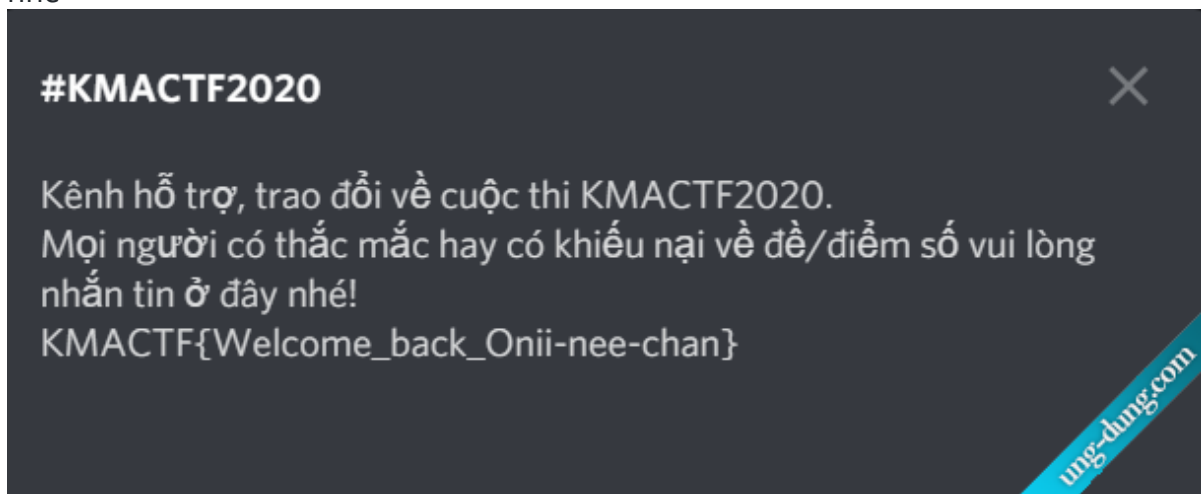 #KMACTF2020
Kênh hỗ trợ, trao đổi về cuộc thi KMACTF2020.
Mọi người có thắc mắc hay có khiếu nại về đề/điểm số vui lòng
nhắn tin ở đây nhé!
KMACTF{Welcome_back_Onii-nee-chan}
ung-dung.com